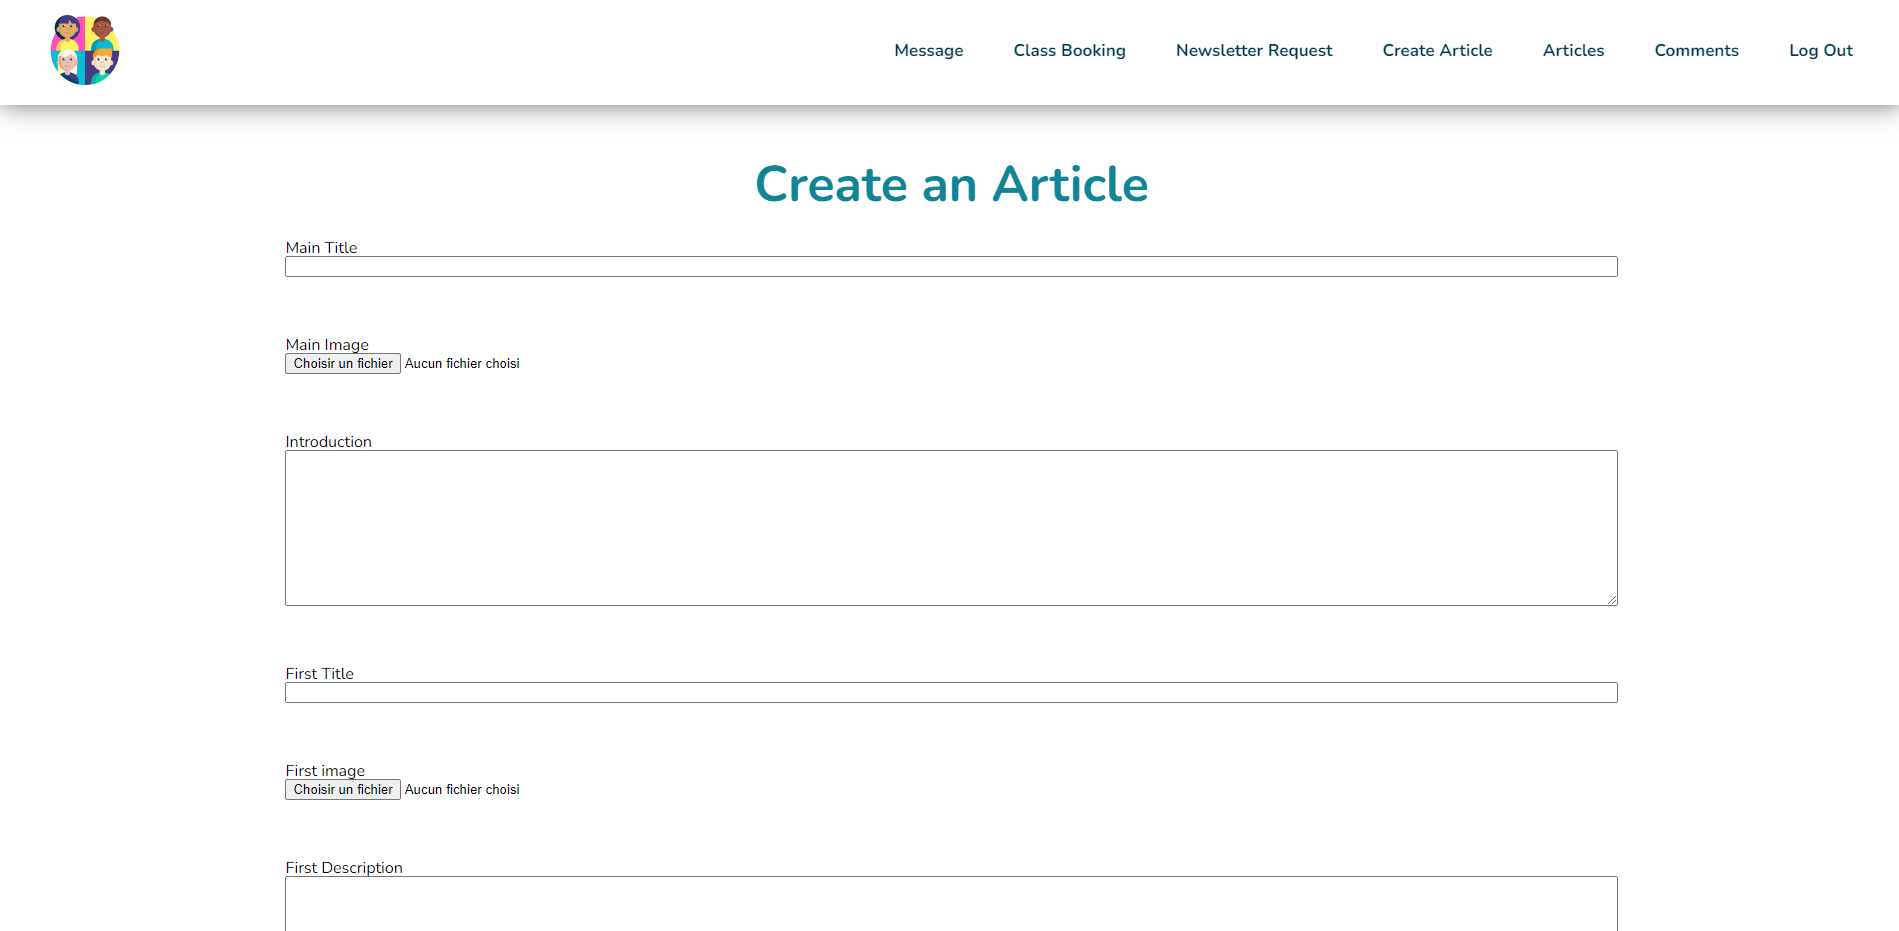 Message Class Booking Newsletter Request Create Article Articles Comments Log Out
Create an Article
Main Title
Main Image
Choisir un fichier Aucun fichier choisi
Introduction
First Title
First image
Choisir un fichier Aucun fichier choisi
First Description